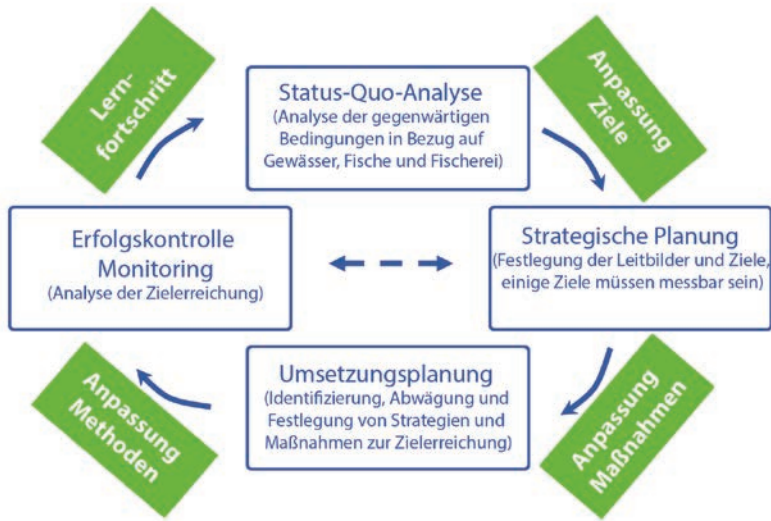 Lern-
fortschritt
Status-Quo-Analyse
(Analyse der gegenwärtigen
Bedingungen in Bezug auf
Gewässer, Fische und Fischerei)
Anpassung
Ziele
Erfolgskontrolle
Monitoring
(Analyse der Zielerreichung)
Strategische Planung
(Festlegung der Leitbilder und Ziele,
einige Ziele müssen messbar sein)
Anpassung
Methoden
Umsetzungsplanung
(Identifizierung, Abwägung und
Festlegung von Strategien und
Maßnahmen zur Zielerreichung)
Anpassung
Maßnahmen